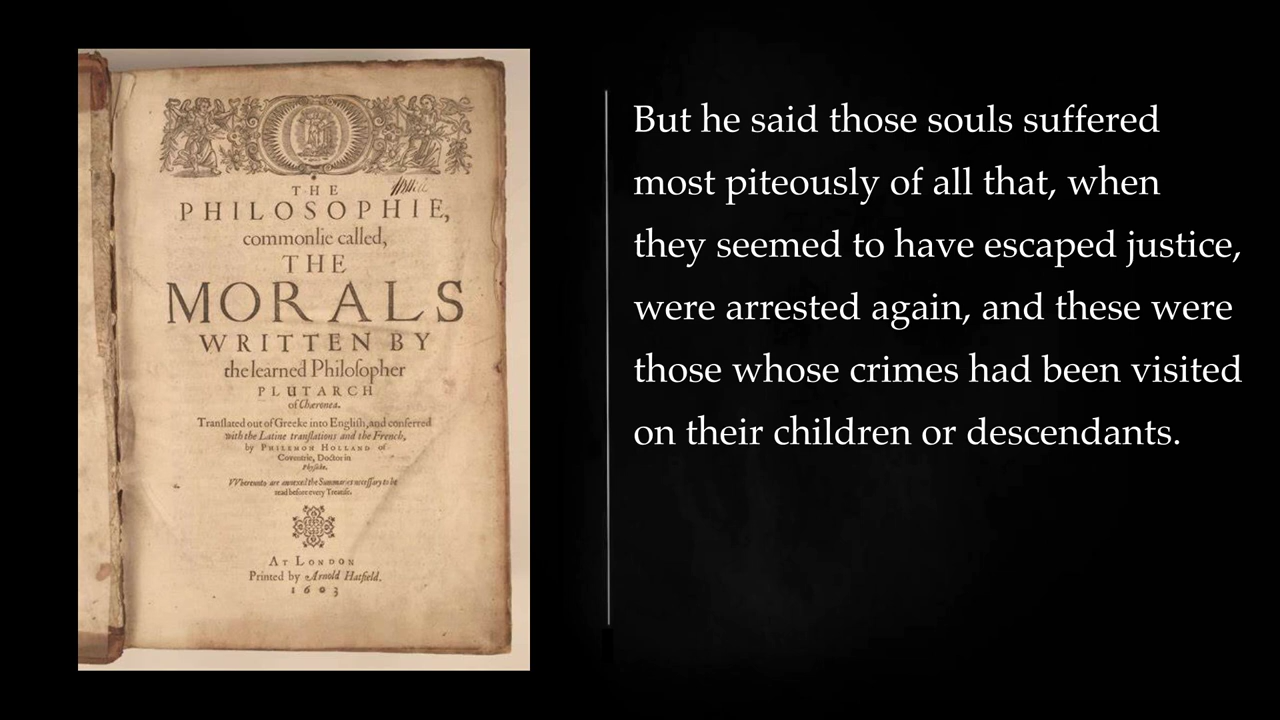 THE
PHILOSOPHIE,
commonlie called,
THE
MORALS
WRITTEN BY
the learned Philoſopher
PLUTARCH
of Chæronea.
Tranſlated out of Greeke into Engliſh, and conferred
with the Latine tranſlations and the French,
by PHILEMON HOLLAND of
Coventrie, Doctor in
Phyſicke.
VVhereunto are annexed the Summaries neceſſary to be
read before every Treatiſe.
AT LONDON
Printed by Arnold Hatfield.
1603
But he said those souls suffered
most piteously of all that, when
they seemed to have escaped justice,
were arrested again, and these were
those whose crimes had been visited
on their children or descendants.